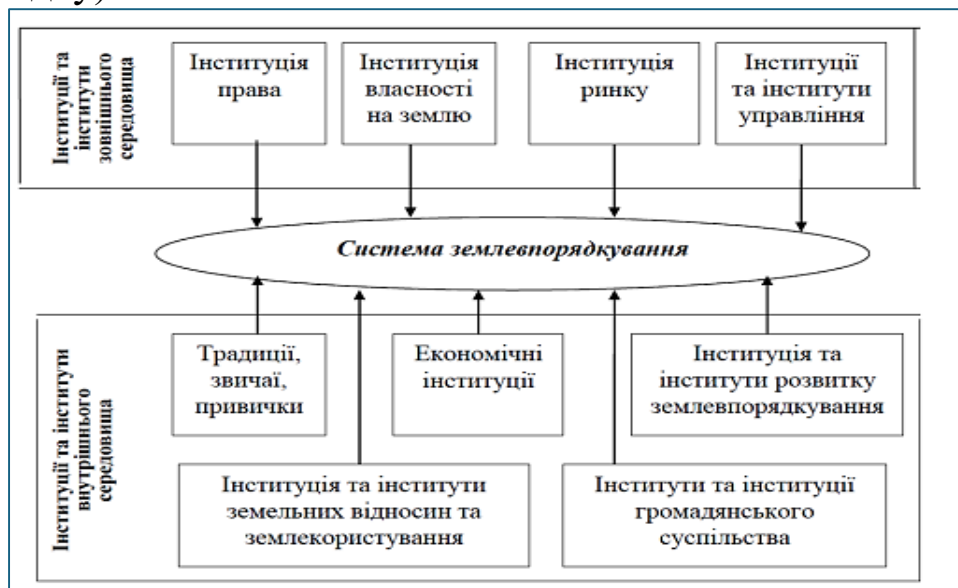 Інституції та
інститути
зовнішнього
середовища
Інституція
права
Інституція
власності
на землю
Інституція
ринку
Інституції
та інститути
управління
Система землевпорядкування
Інституції та інститути
внутрішнього
середовища
Традиції,
звичаї,
привички
Економічні
інституції
Інституція та
інститути розвитку
землевпорядкування
Інституція та інститути
земельних відносин та
землекористування
Інститути та інституції
громадянського
суспільства